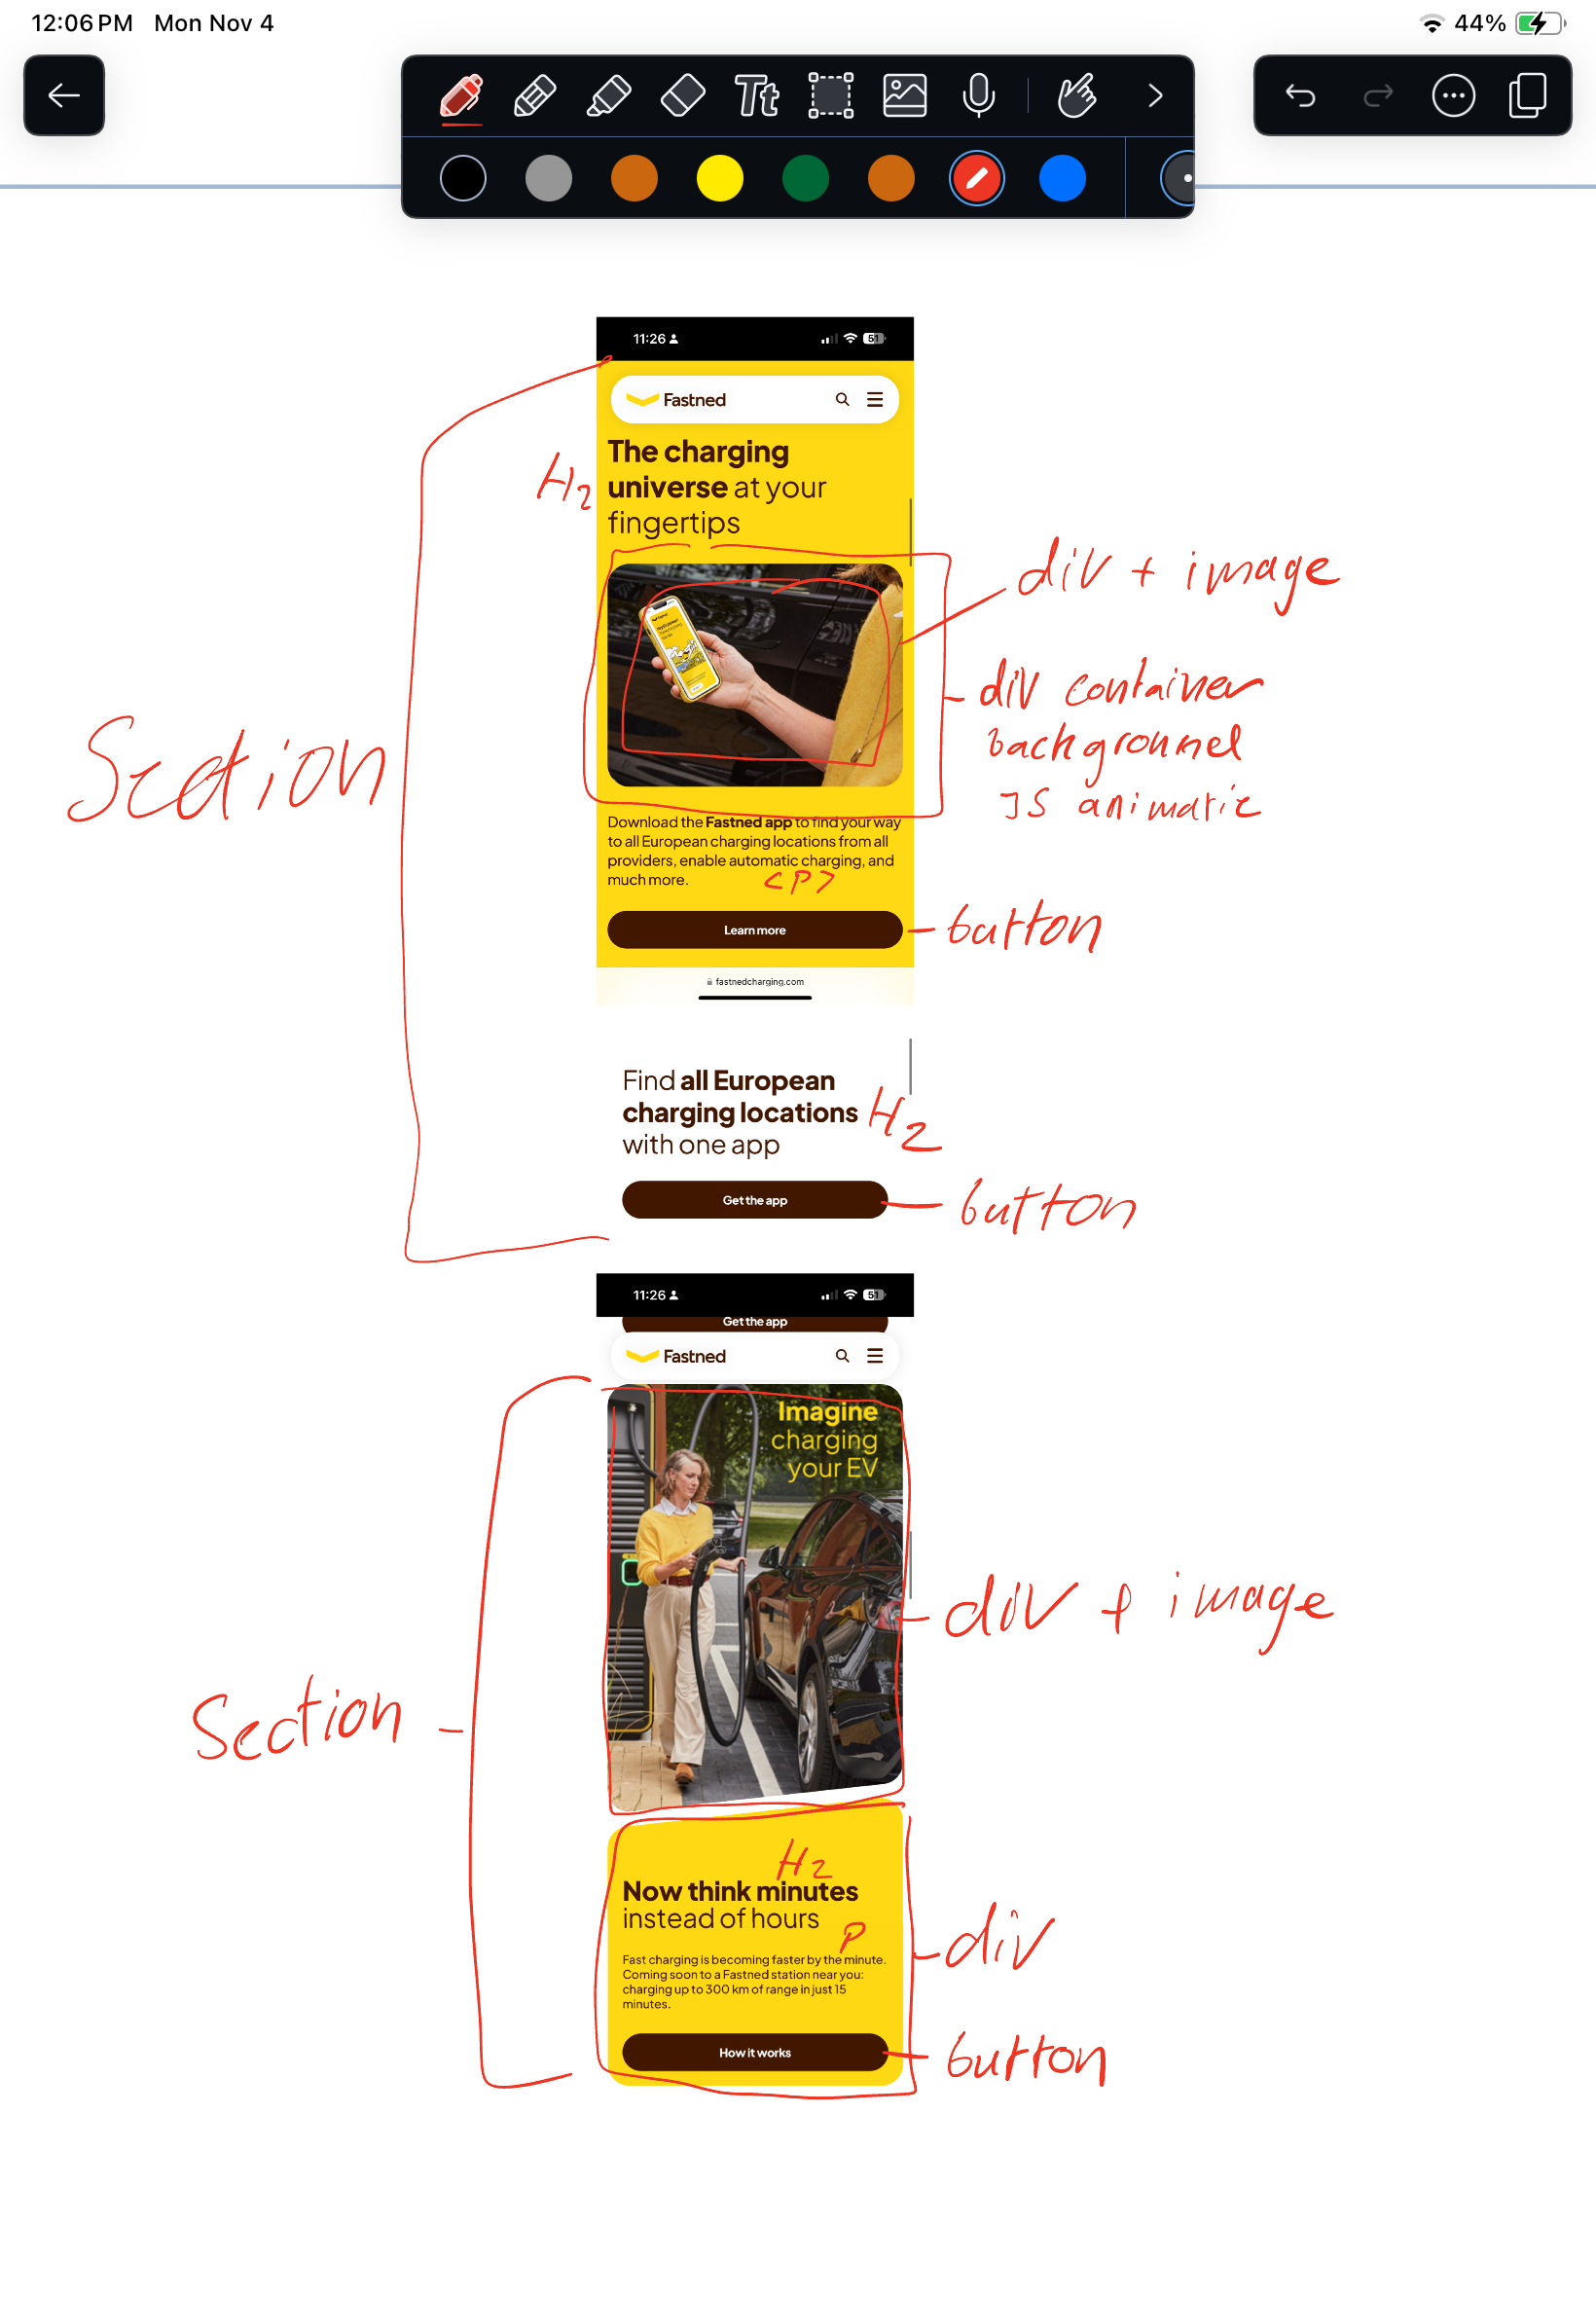 12:06 PM Mon Nov 4
44%
Tt
11:26
51
Fastned
The charging
universe at your
fingertips
H2
div + image
div container
background
JS animatie
Section
Download the Fastned app to find your way
to all European charging locations from all
providers, enable automatic charging, and
much more.
<P>
Learn more
button
fastnedcharging.com
Find all European
charging locations
with one app
H2
Get the app
button
11:26
51
Get the app
Fastned
Imagine
charging
your EV
div + image
Section
H2
Now think minutes
instead of hours
P
div
Fast charging is becoming faster by the minute.
Coming soon to a Fastned station near you:
charging up to 300 km of range in just 15
minutes.
How it works
button